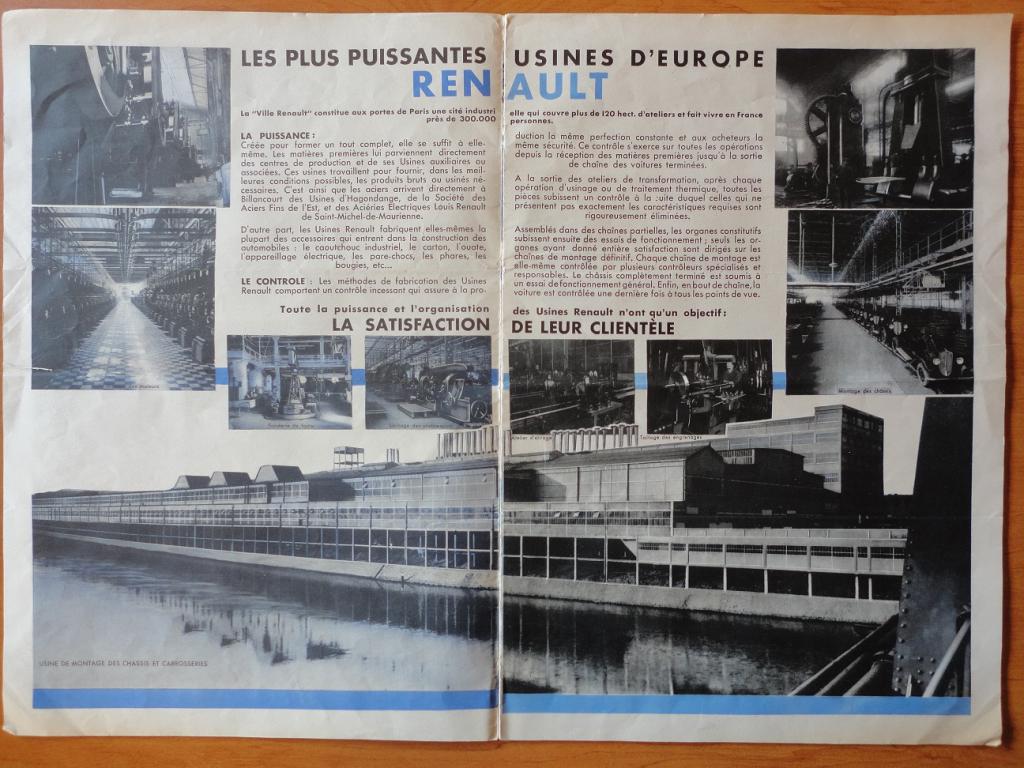 LES PLUS PUISSANTES USINES D'EUROPE
RENAULT
La "Ville Renault" constitue aux portes de Paris une cité industrielle qui couvre plus de 120 hect. d'ateliers et fait vivre en France
près de 300.000 personnes.
LA PUISSANCE :
Créée pour former un tout complet, elle se suffit à elle-
même. Les matières premières lui parviennent directement
des centres de production et de ses Usines auxiliaires ou
associées. Ces usines travaillent pour fournir, dans les meil-
leures conditions possibles, les produits bruts ou usinés né-
cessaires. C'est ainsi que les aciers arrivent directement à
Billancourt des Usines d'Hagondange, de la Société des
Aciers Fins de l'Est, et des Aciéries Electriques Louis Renault
de Saint-Michel-de-Maurienne.
D'autre part, les Usines Renault fabriquent elles-mêmes la
plupart des accessoires qui entrent dans la construction des
automobiles : le caoutchouc industriel, le carton, l'ouate,
l'appareillage électrique, les pare-chocs, les phares, les
bougies, etc...
LE CONTROLE : Les méthodes de fabrication des Usines
Renault comportent un contrôle incessant qui assure à la pro-
duction la même perfection constante et aux acheteurs la
même sécurité. Ce contrôle s'exerce sur toutes les opérations
depuis la réception des matières premières jusqu'à la sortie
de chaîne des voitures terminées.
A la sortie des ateliers de transformation, après chaque
opération d'usinage ou de traitement thermique, toutes les
pièces subissent un contrôle à la suite duquel celles qui ne
présentent pas exactement les caractéristiques requises sont
rigoureusement éliminées.
Assemblés dans des chaînes partielles, les organes constitutifs
subissent ensuite des essais de fonctionnement ; seuls les or-
ganes ayant donné entière satisfaction sont dirigés sur les
chaînes de montage définitif. Chaque chaîne de montage est
elle-même contrôlée par plusieurs contrôleurs spécialisés et
responsables. Le châssis complètement terminé est soumis à
un essai de fonctionnement général. Enfin, en bout de chaîne, la
voiture est contrôlée une dernière fois à tous les points de vue.
Toute la puissance et l'organisation des Usines Renault n'ont qu'un objectif :
LA SATISFACTION DE LEUR CLIENTÈLE
Montage des châssis
Fonderie de fonte
Atelier d'étirage
Taillage des engrenages
USINE DE MONTAGE DES CHASSIS ET CARROSSERIES